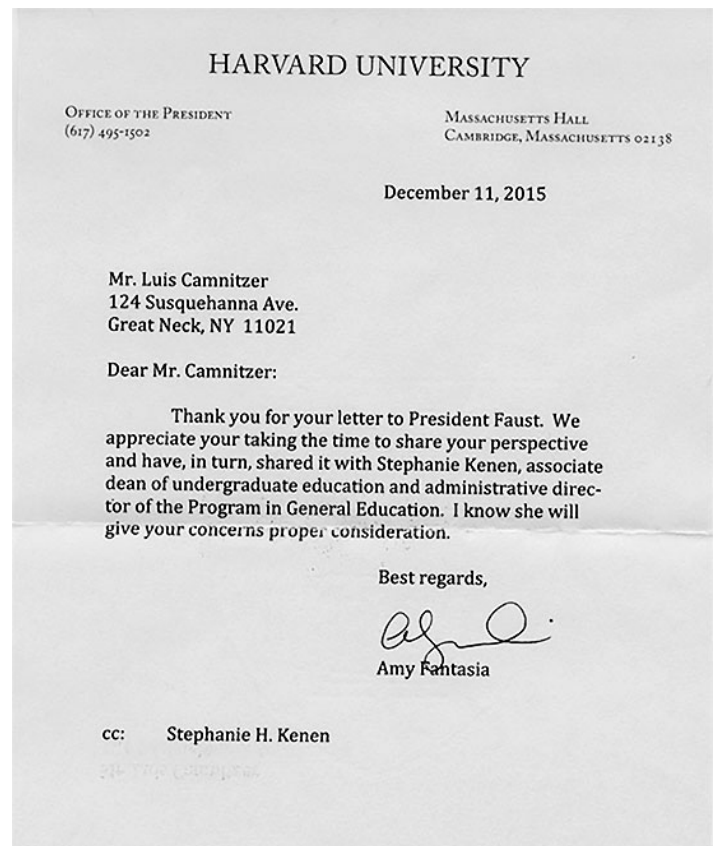 HARVARD UNIVERSITY
OFFICE OF THE PRESIDENT
(617) 495-1502
MASSACHUSETTS HALL
CAMBRIDGE, MASSACHUSETTS 02138
December 11, 2015
Mr. Luis Camnitzer
124 Susquehanna Ave.
Great Neck, NY 11021
Dear Mr. Camnitzer:
Thank you for your letter to President Faust. We
appreciate your taking the time to share your perspective
and have, in turn, shared it with Stephanie Kenen, associate
dean of undergraduate education and administrative direc-
tor of the Program in General Education. I know she will
give your concerns proper consideration.
Best regards,
Amy Fantasia
cc: Stephanie H. Kenen